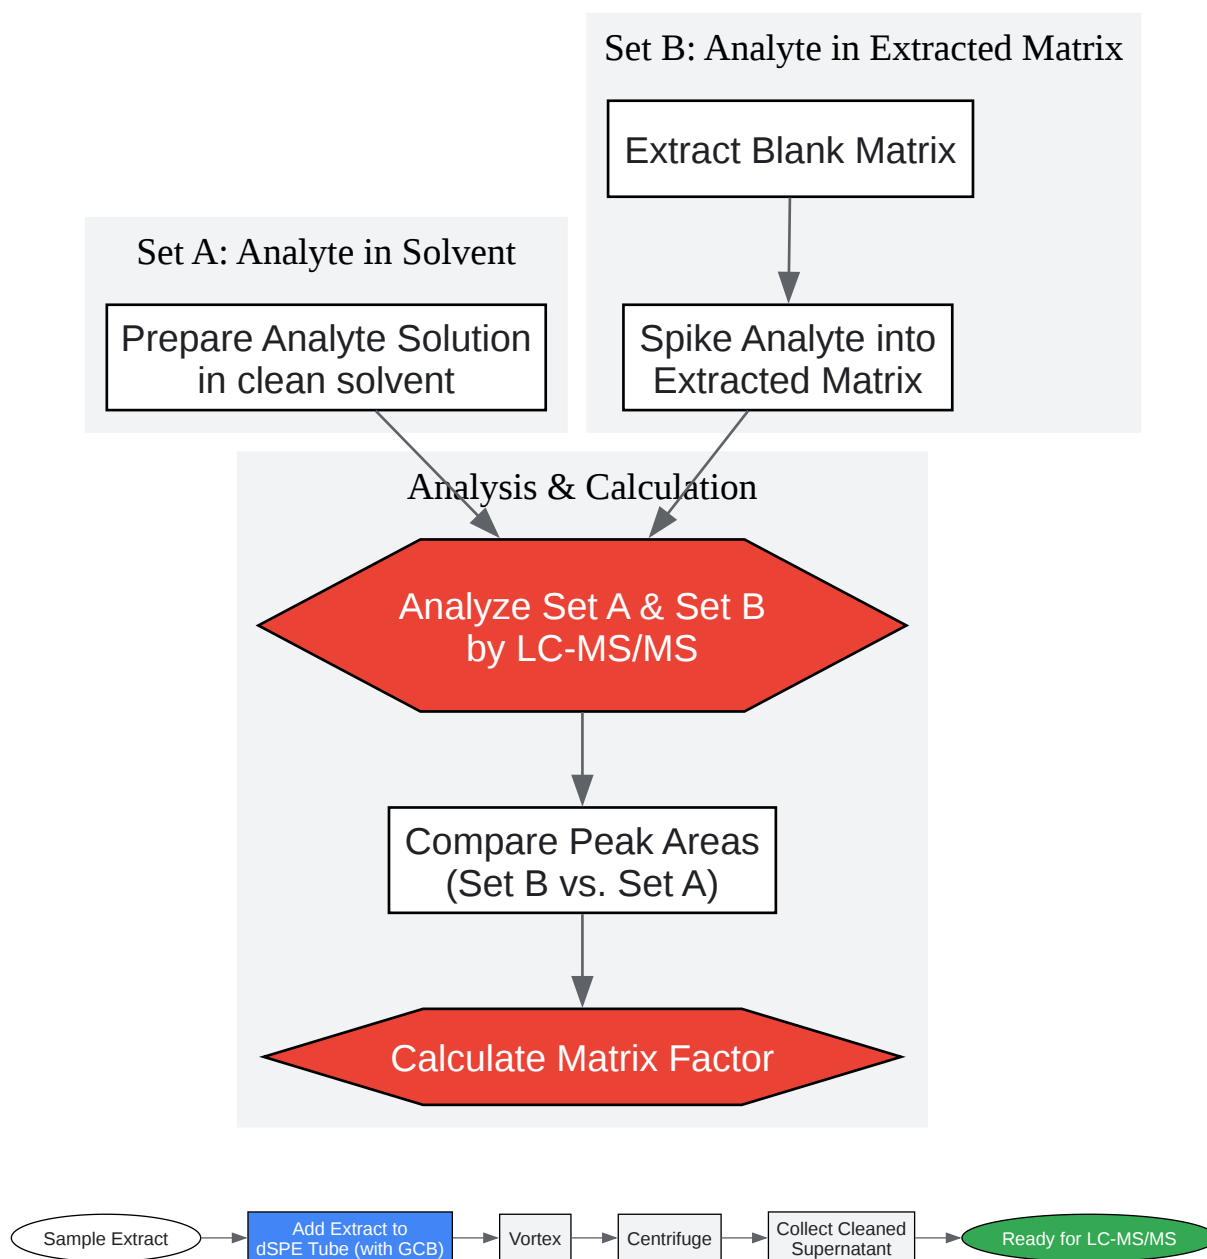 Set B: Analyte in Extracted Matrix
Extract Blank Matrix
Set A: Analyte in Solvent
Prepare Analyte Solution
in clean solvent
Spike Analyte into
Extracted Matrix
Analysis & Calculation
Analyze Set A & Set B
by LC-MS/MS
Compare Peak Areas
(Set B vs. Set A)
Calculate Matrix Factor
Sample Extract
Add Extract to
dSPE Tube (with GCB)
Vortex
Centrifuge
Collect Cleaned
Supernatant
Ready for LC-MS/MS